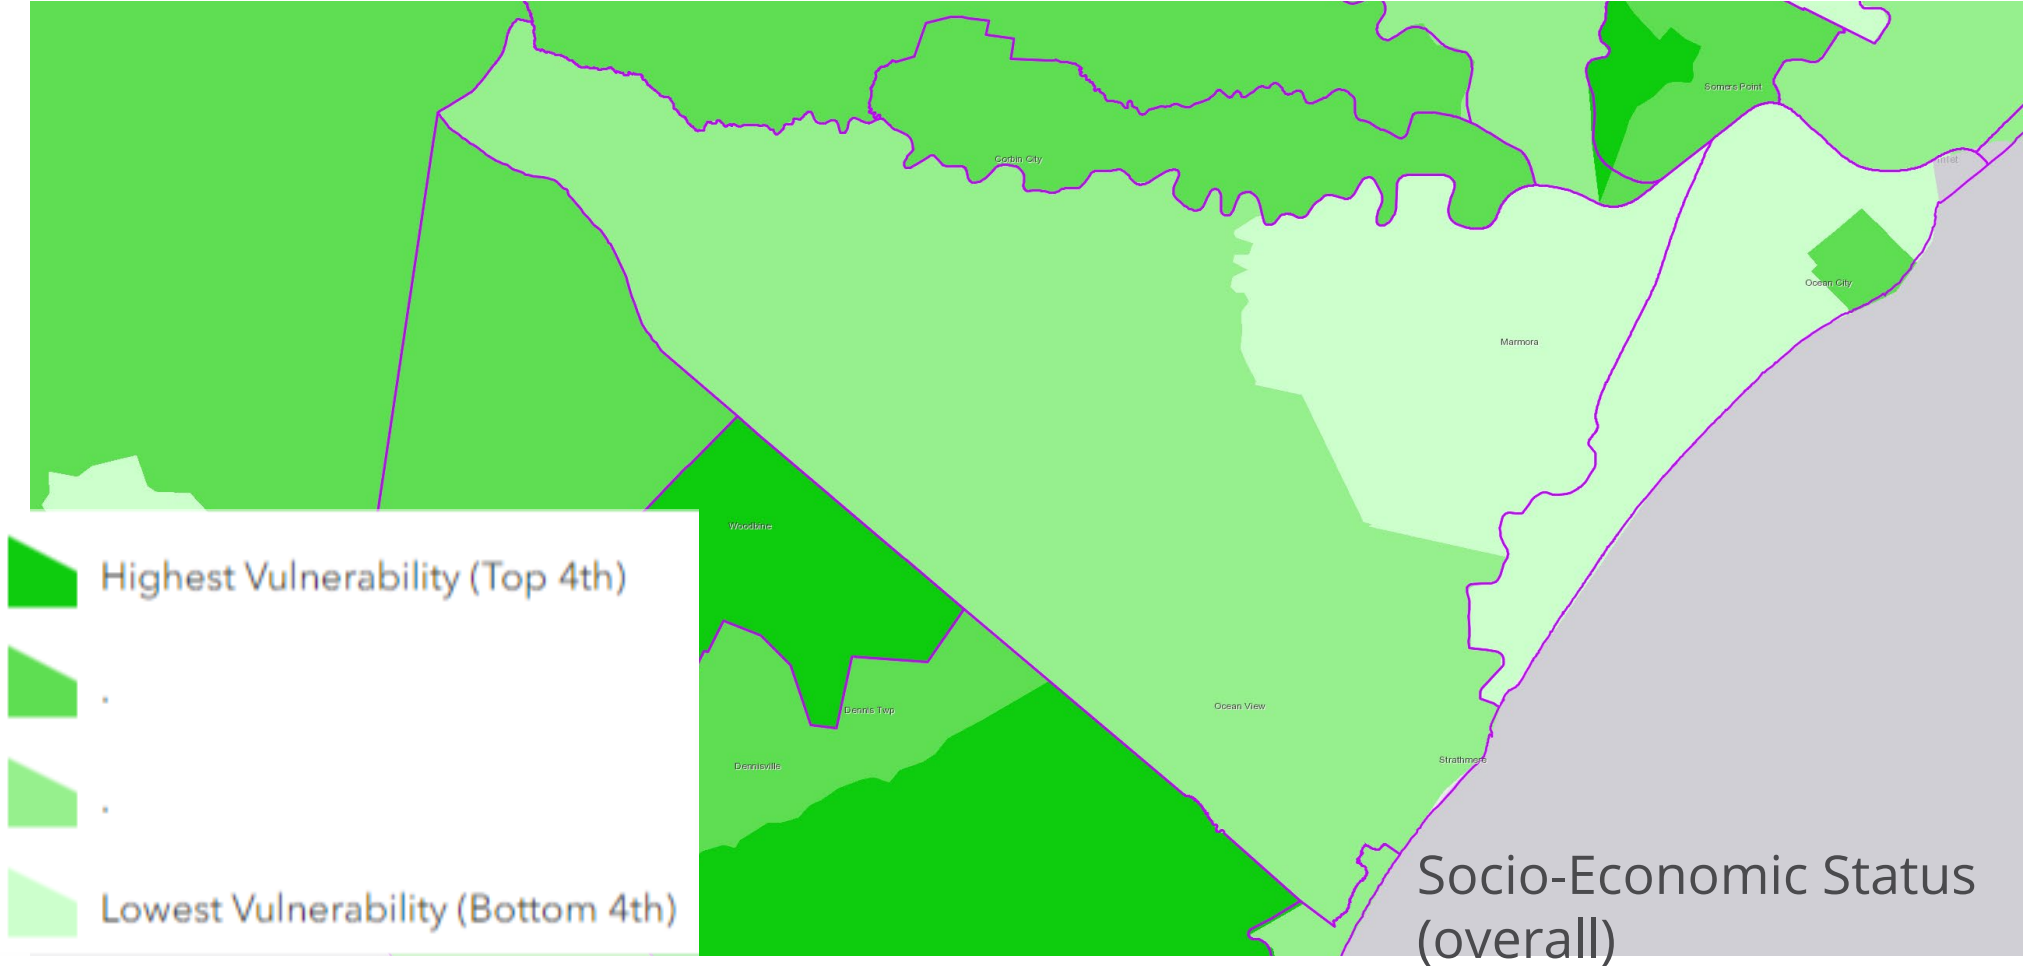 Somers Point
Corbin City
Ocean City
Marmora
Woodbine
Highest Vulnerability (Top 4th)
.
Dennis Twp
Ocean View
Strathmere
Dennisville
.
Lowest Vulnerability (Bottom 4th)
Socio-Economic Status
(overall)